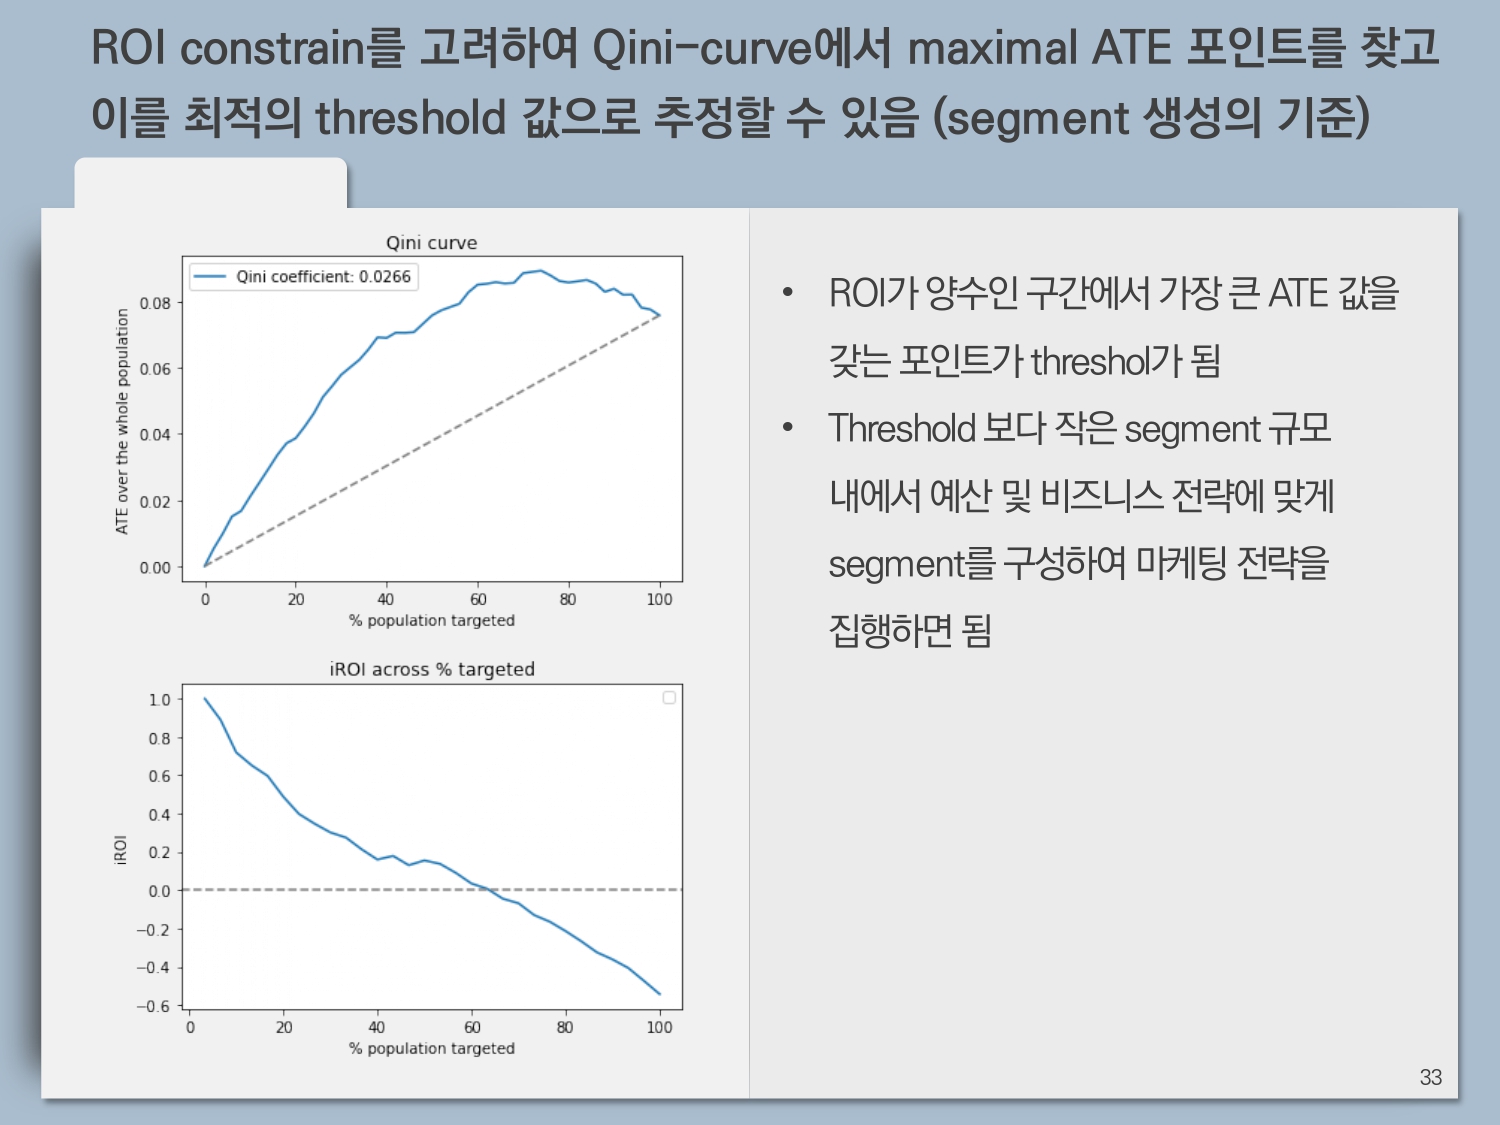 ROI constrain를 고려하여 Qini-curve에서 maximal ATE 포인트를 찾고
이를 최적의 threshold 값으로 추정할 수 있음 (segment 생성의 기준)
Qini curve
Qini coefficient: 0.0266
ATE over the whole population
0.08
0.06
0.04
0.02
0.00
0 20 40 60 80 100
% population targeted
iROI across % targeted
iROI
1.0
0.8
0.6
0.4
0.2
0.0
−0.2
−0.4
−0.6
0 20 40 60 80 100
% population targeted
• ROI가 양수인 구간에서 가장 큰 ATE 값을
갖는 포인트가 threshol가 됨
• Threshold 보다 작은 segment 규모
내에서 예산 및 비즈니스 전략에 맞게
segment를 구성하여 마케팅 전략을
집행하면 됨
33